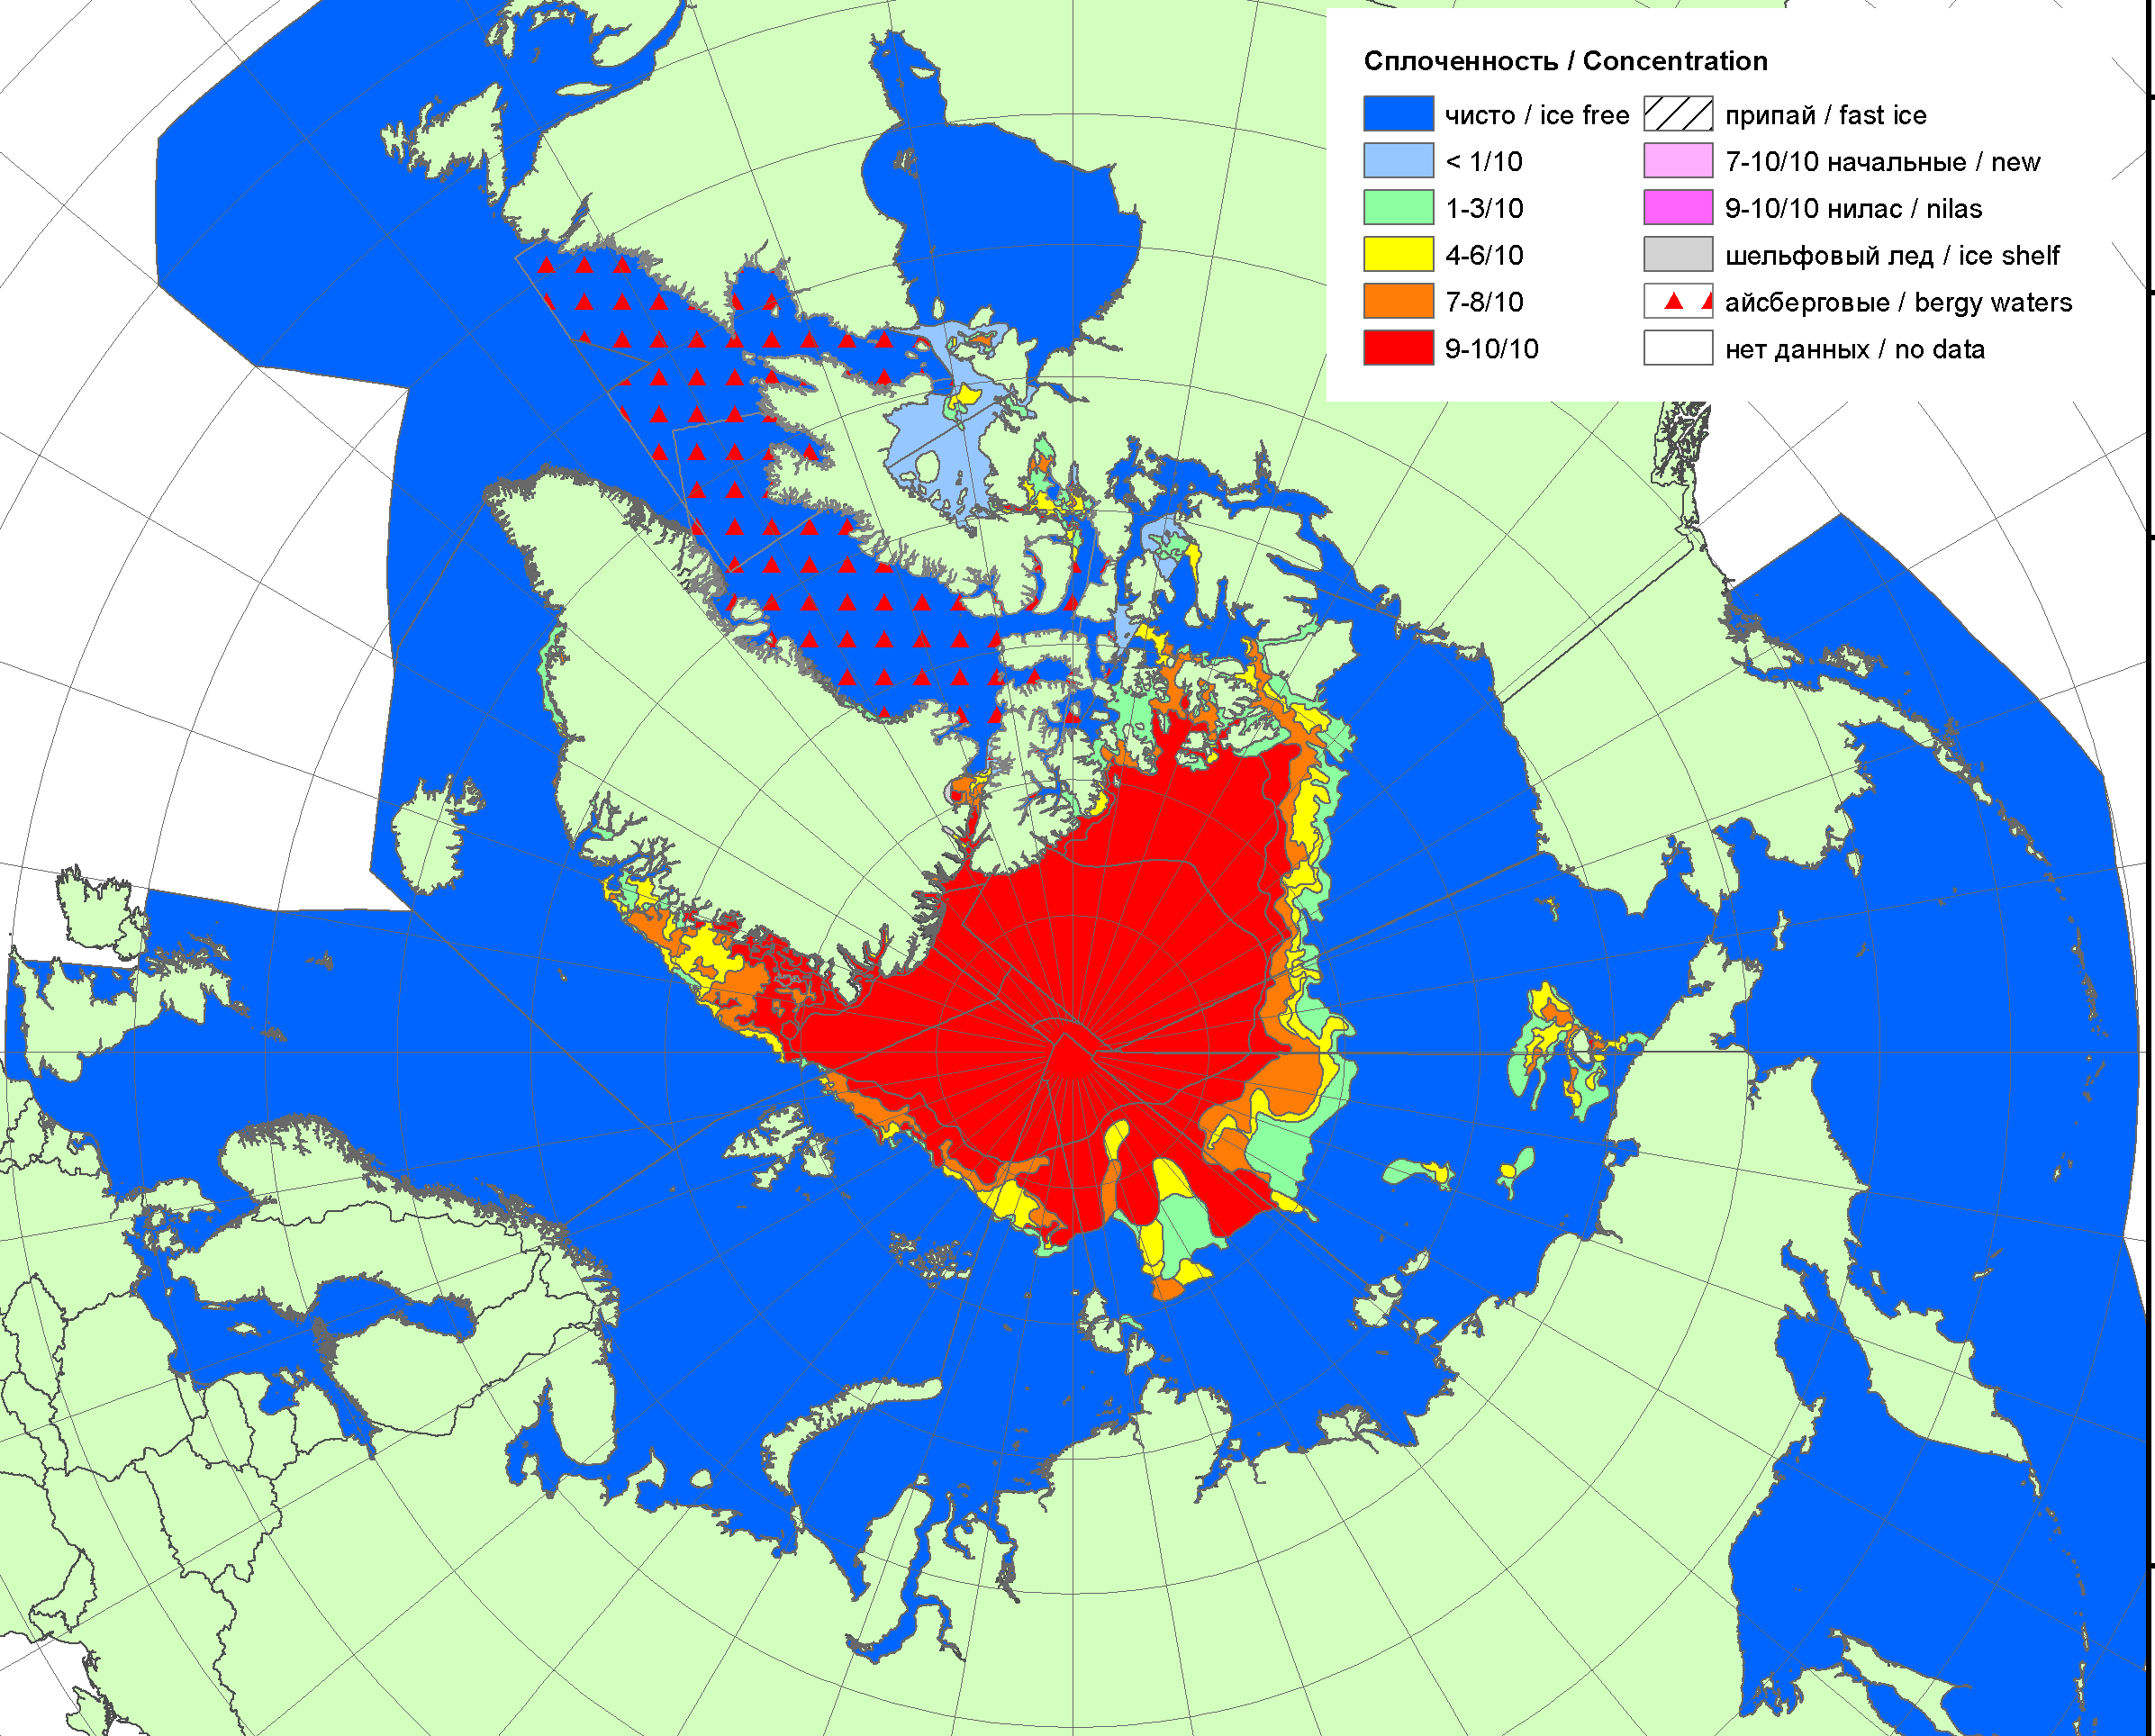 Сплоченность / Concentration
чисто / ice free
< 1/10
1-3/10
4-6/10
7-8/10
9-10/10
припай / fast ice
7-10/10 начальные / new
9-10/10 нилас / nilas
шельфовый лед / ice shelf
айсберговые / bergy waters
нет данных / no data